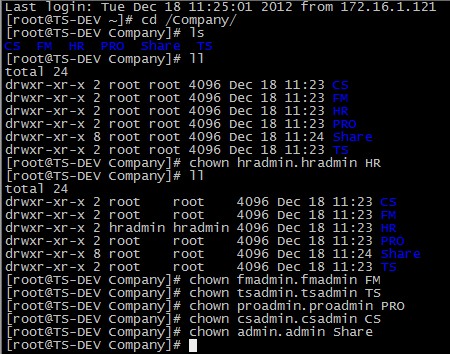 Last login: Tue Dec 18 11:25:01 2012 from 172.16.1.121
[root@TS-DEV ~]# cd /Company/
[root@TS-DEV Company]# ls
CS  FM  HR  PRO  Share  TS
[root@TS-DEV Company]# ll
total 24
drwxr-xr-x 2 root root 4096 Dec 18 11:23 CS
drwxr-xr-x 2 root root 4096 Dec 18 11:23 FM
drwxr-xr-x 2 root root 4096 Dec 18 11:23 HR
drwxr-xr-x 2 root root 4096 Dec 18 11:23 PRO
drwxr-xr-x 8 root root 4096 Dec 18 11:24 Share
drwxr-xr-x 2 root root 4096 Dec 18 11:23 TS
[root@TS-DEV Company]# chown hradmin.hradmin HR
[root@TS-DEV Company]# ll
total 24
drwxr-xr-x 2 root    root    4096 Dec 18 11:23 CS
drwxr-xr-x 2 root    root    4096 Dec 18 11:23 FM
drwxr-xr-x 2 hradmin hradmin 4096 Dec 18 11:23 HR
drwxr-xr-x 2 root    root    4096 Dec 18 11:23 PRO
drwxr-xr-x 8 root    root    4096 Dec 18 11:24 Share
drwxr-xr-x 2 root    root    4096 Dec 18 11:23 TS
[root@TS-DEV Company]# chown fmadmin.fmadmin FM
[root@TS-DEV Company]# chown tsadmin.tsadmin TS
[root@TS-DEV Company]# chown proadmin.proadmin PRO
[root@TS-DEV Company]# chown csadmin.csadmin CS
[root@TS-DEV Company]# chown admin.admin Share
[root@TS-DEV Company]#